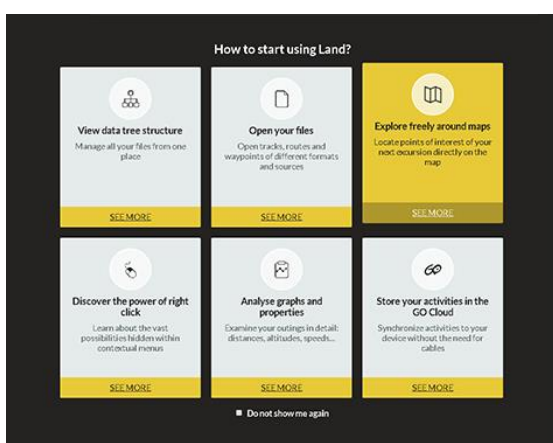 How to start using Land?
View data tree structure
Manage all your files from one
place
SEE MORE
Open your files
Open tracks, routes and
waypoints of different formats
and sources
SEE MORE
Explore freely around maps
Locate points of interest of your
next excursion directly on the
map
SEE MORE
Discover the power of right
click
Learn about the vast
possibilities hidden within
contextual menus
SEE MORE
Analyse graphs and
properties
Examine your outings in detail:
distances, altitudes, speeds...
SEE MORE
GO
Store your activities in the
GO Cloud
Synchronize activities to your
device without the need for
cables
SEE MORE
Do not show me again